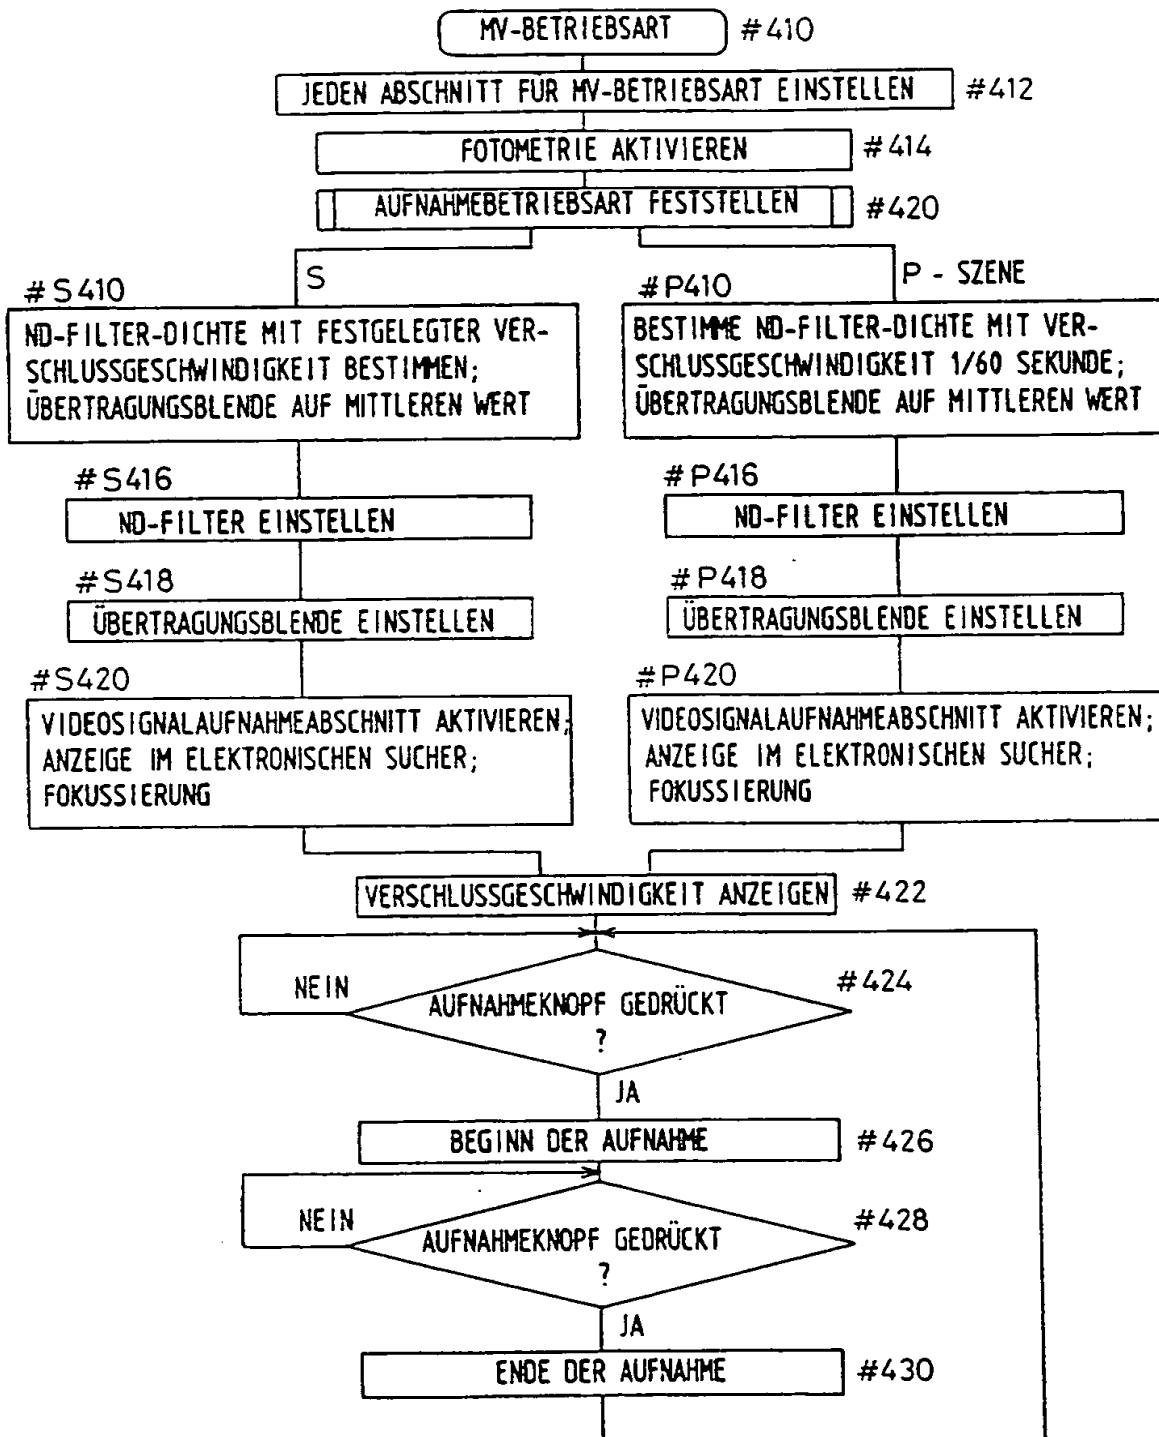 MV-BETRIEBSART #410
JEDEN ABSCHNITT FÜR MV-BETRIEBSART EINSTELLEN #412
FOTOMETRIE AKTIVIEREN #414
AUFNAHMEBETRIEBSART FESTSTELLEN #420
S
#S410
ND-FILTER-DICHTE MIT FESTGELEGTER VER-
SCHLUSSGESCHWINDIGKEIT BESTIMMEN;
ÜBERTRAGUNGSBLENDE AUF MITTLEREN WERT
#S416
ND-FILTER EINSTELLEN
#S418
ÜBERTRAGUNGSBLENDE EINSTELLEN
#S420
VIDEOSIGNALAUFNAHMEABSCHNITT AKTIVIEREN;
ANZEIGE IM ELEKTRONISCHEN SUCHER;
FOKUSSIERUNG
P - SZENE
#P410
BESTIMME ND-FILTER-DICHTE MIT VER-
SCHLUSSGESCHWINDIGKEIT 1/60 SEKUNDE;
ÜBERTRAGUNGSBLENDE AUF MITTLEREN WERT
#P416
ND-FILTER EINSTELLEN
#P418
ÜBERTRAGUNGSBLENDE EINSTELLEN
#P420
VIDEOSIGNALAUFNAHMEABSCHNITT AKTIVIEREN;
ANZEIGE IM ELEKTRONISCHEN SUCHER;
FOKUSSIERUNG
VERSCHLUSSGESCHWINDIGKEIT ANZEIGEN #422
NEIN
AUFNAHMEKNOPF GEDRÜCKT #424
?
JA
BEGINN DER AUFNAHME #426
NEIN
AUFNAHMEKNOPF GEDRÜCKT #428
?
JA
ENDE DER AUFNAHME #430